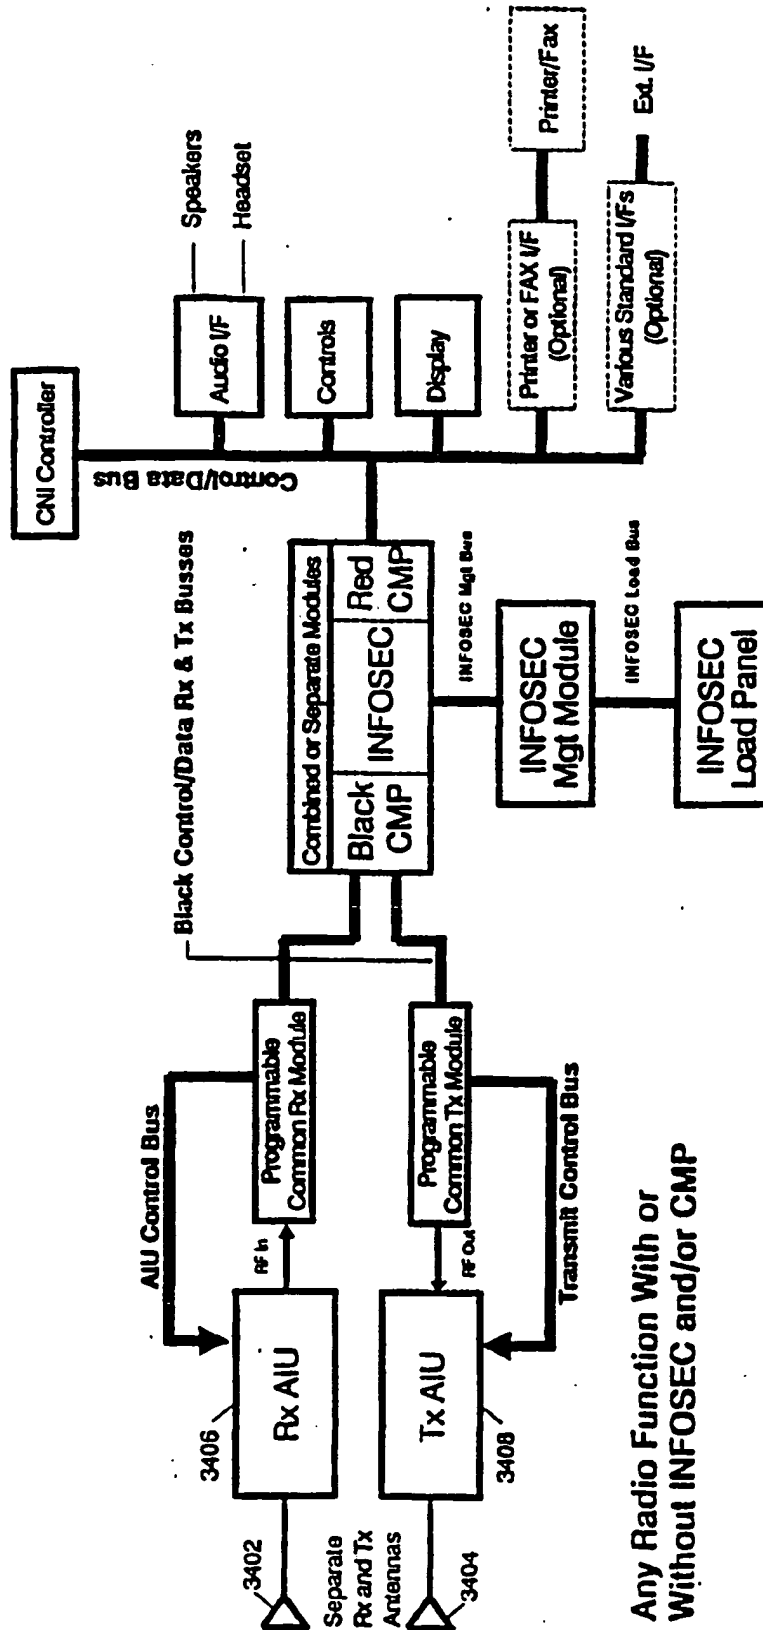 3402
Separate
Rx and Tx
Antennas
3404
3406
Rx AIU
Tx AIU
3408
AIU Control Bus
RF In
RF Out
Transmit Control Bus
Programmable
Common Rx Module
Programmable
Common Tx Module
Black Control/Data Rx & Tx Busses
Combined or Separate Modules
Black
CMP
INFOSEC
Red
CMP
INFOSEC Mgt Bus
INFOSEC
Mgt Module
INFOSEC Load Bus
INFOSEC
Load Panel
CNI Controller
Control/Data Bus
Audio I/F
Speakers
Headset
Controls
Display
Printer or FAX I/F
(Optional)
Printer/Fax
Various Standard I/Fs
(Optional)
Ext. I/F
Any Radio Function With or
Without INFOSEC and/or CMP